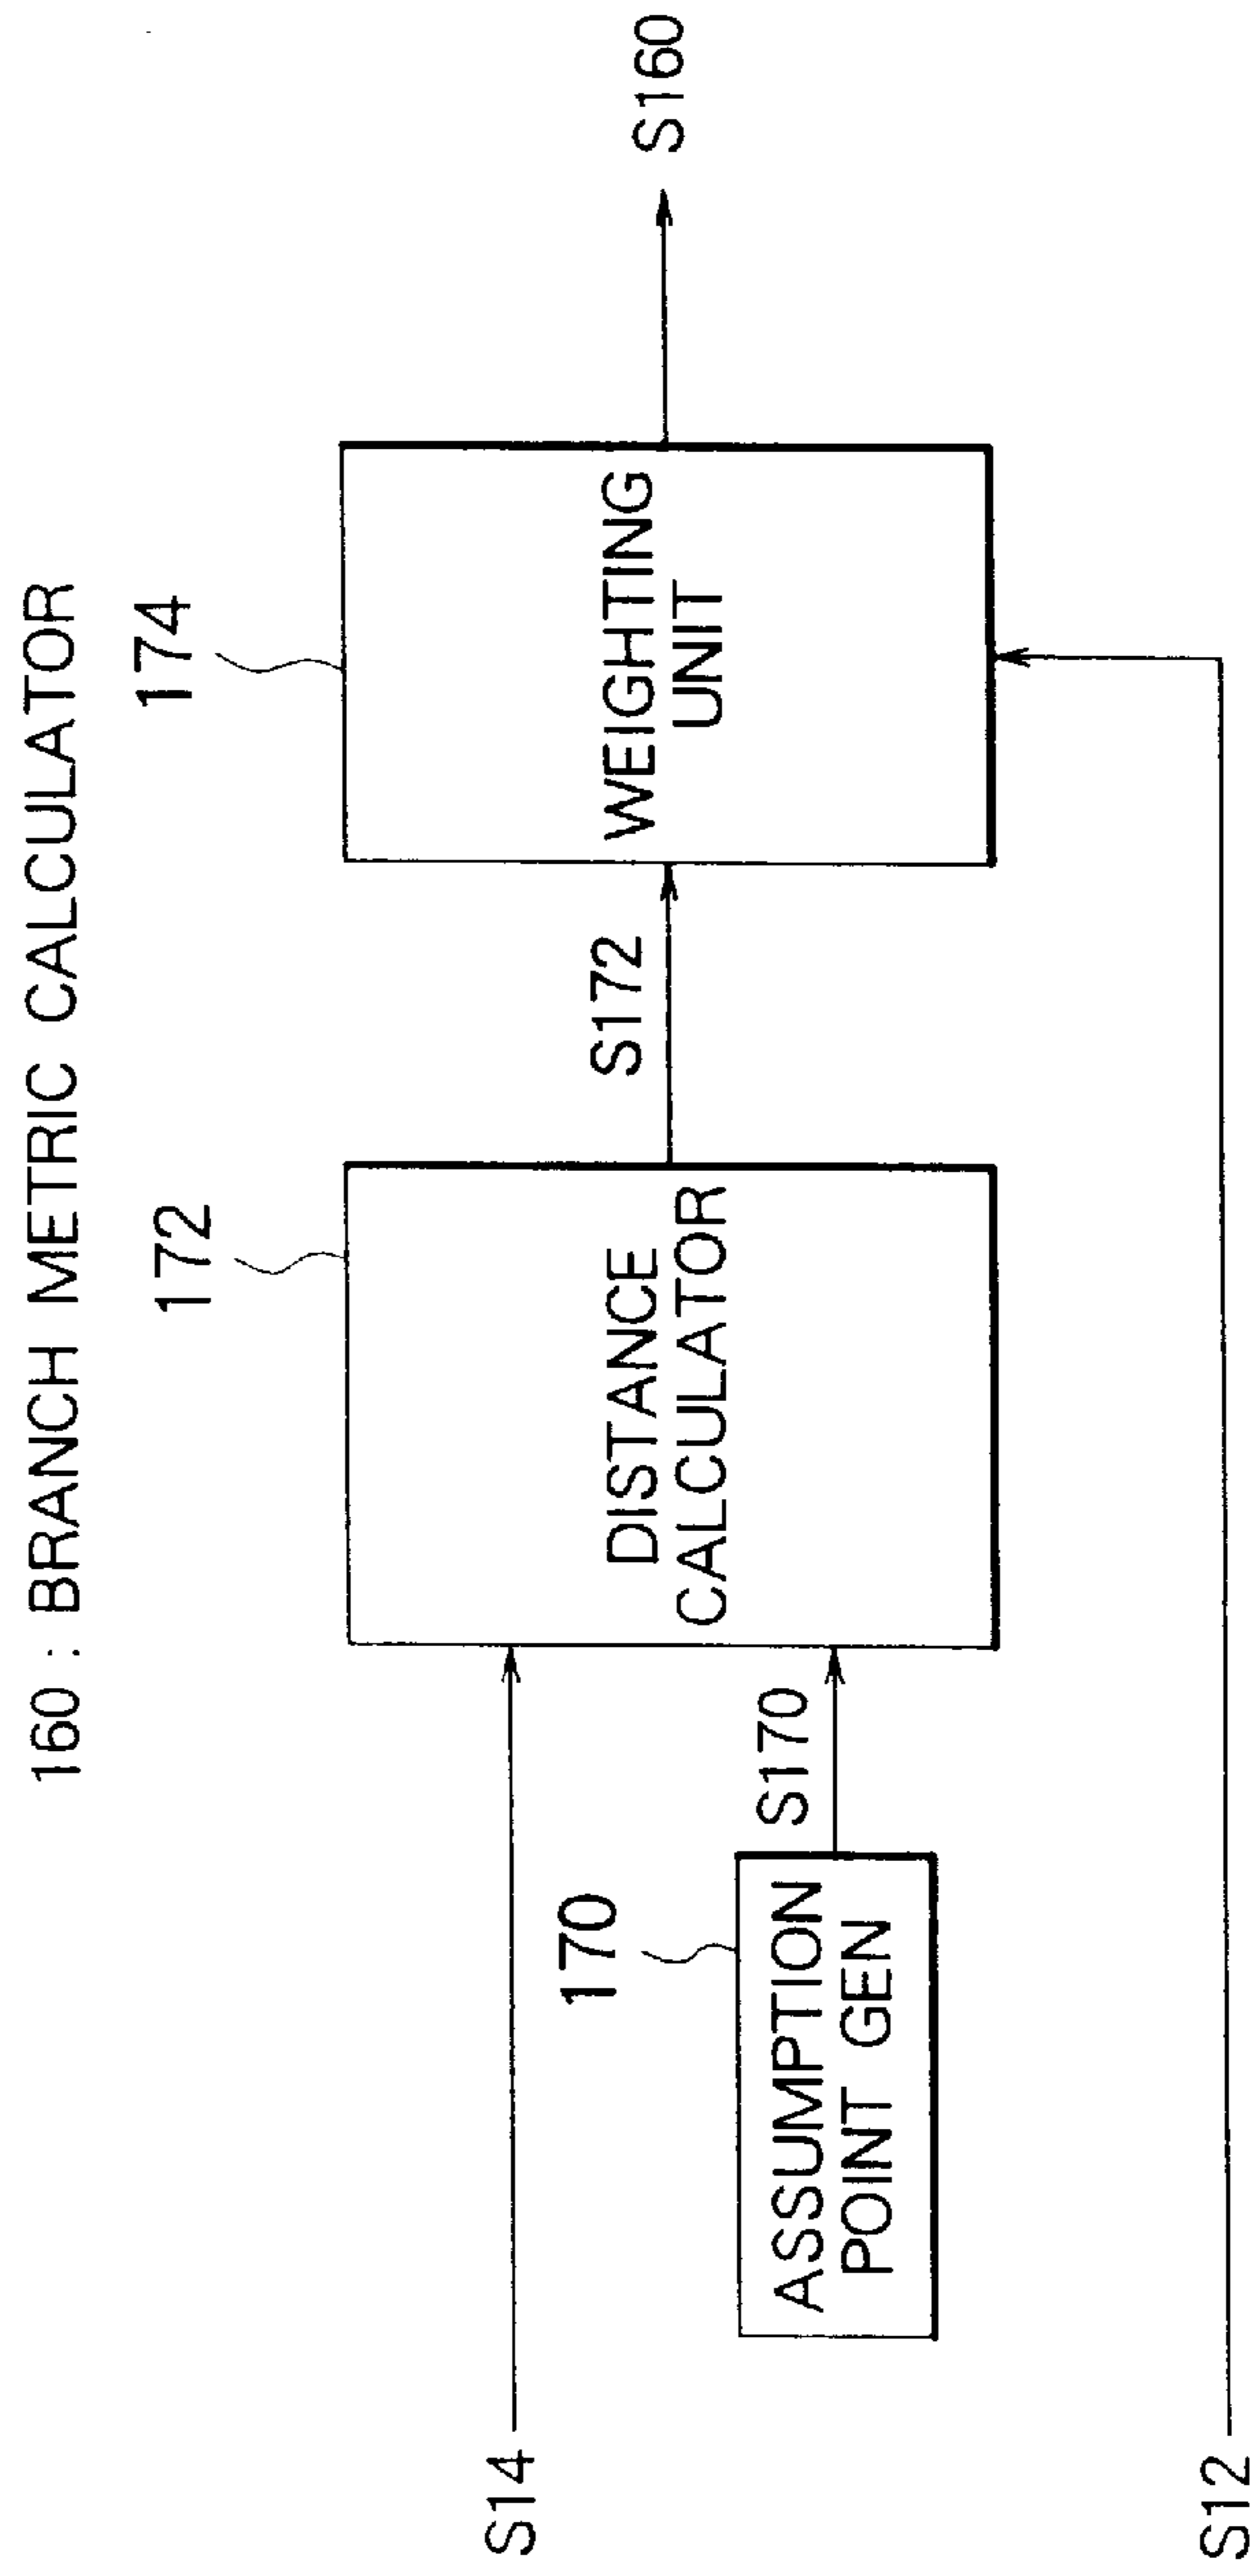 160 : BRANCH METRIC CALCULATOR
174
172
S14
DISTANCE
CALCULATOR
S172
WEIGHTING
UNIT
S160
170
S170
ASSUMPTION
POINT GEN
S12